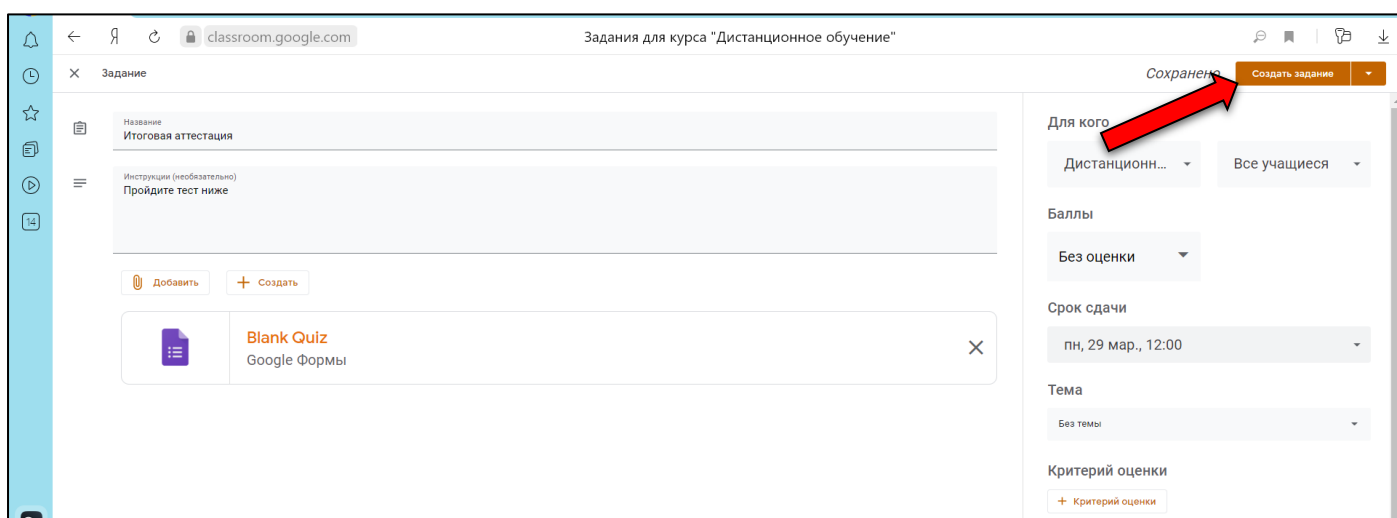 Я classroom.google.com Задания для курса "Дистанционное обучение"
Задание Сохранено Создать задание
Название
Итоговая аттестация
Инструкции (необязательно)
Пройдите тест ниже
14
Добавить Создать
Blank Quiz
Google Формы
Для кого
Дистанционн... Все учащиеся
Баллы
Без оценки
Срок сдачи
пн, 29 мар., 12:00
Тема
Без темы
Критерий оценки
+ Критерий оценки